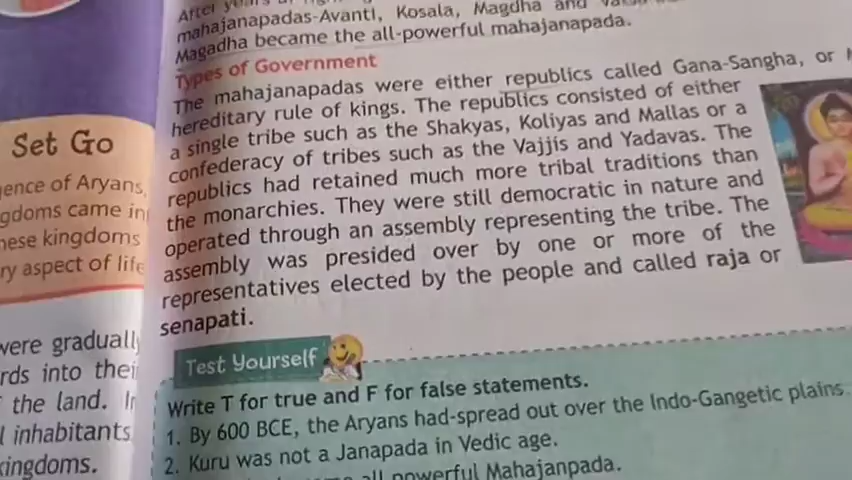 After
mahajanapadas-Avanti, Kosala, Magdha and
Magadha became the all-powerful mahajanapada.
Types of Government
The mahajanapadas were either republics called Gana-Sangha, or
hereditary rule of kings. The republics consisted of either
a single tribe such as the Shakyas, Koliyas and Mallas or a
confederacy of tribes such as the Vajjis and Yadavas. The
republics had retained much more tribal traditions than
the monarchies. They were still democratic in nature and
operated through an assembly representing the tribe. The
assembly was presided over by one or more of the
representatives elected by the people and called raja or
senapati.
Set Go
of Aryans,
came in
these kingdoms
aspect of life
were gradually
into
the land. In
inhabitants
kingdoms.
Test Yourself
Write T for true and F for false statements.
1. By 600 BCE, the Aryans had-spread out over the Indo-Gangetic plains.
2. Kuru was not a Janapada in Vedic age.
all powerful Mahajanpada.